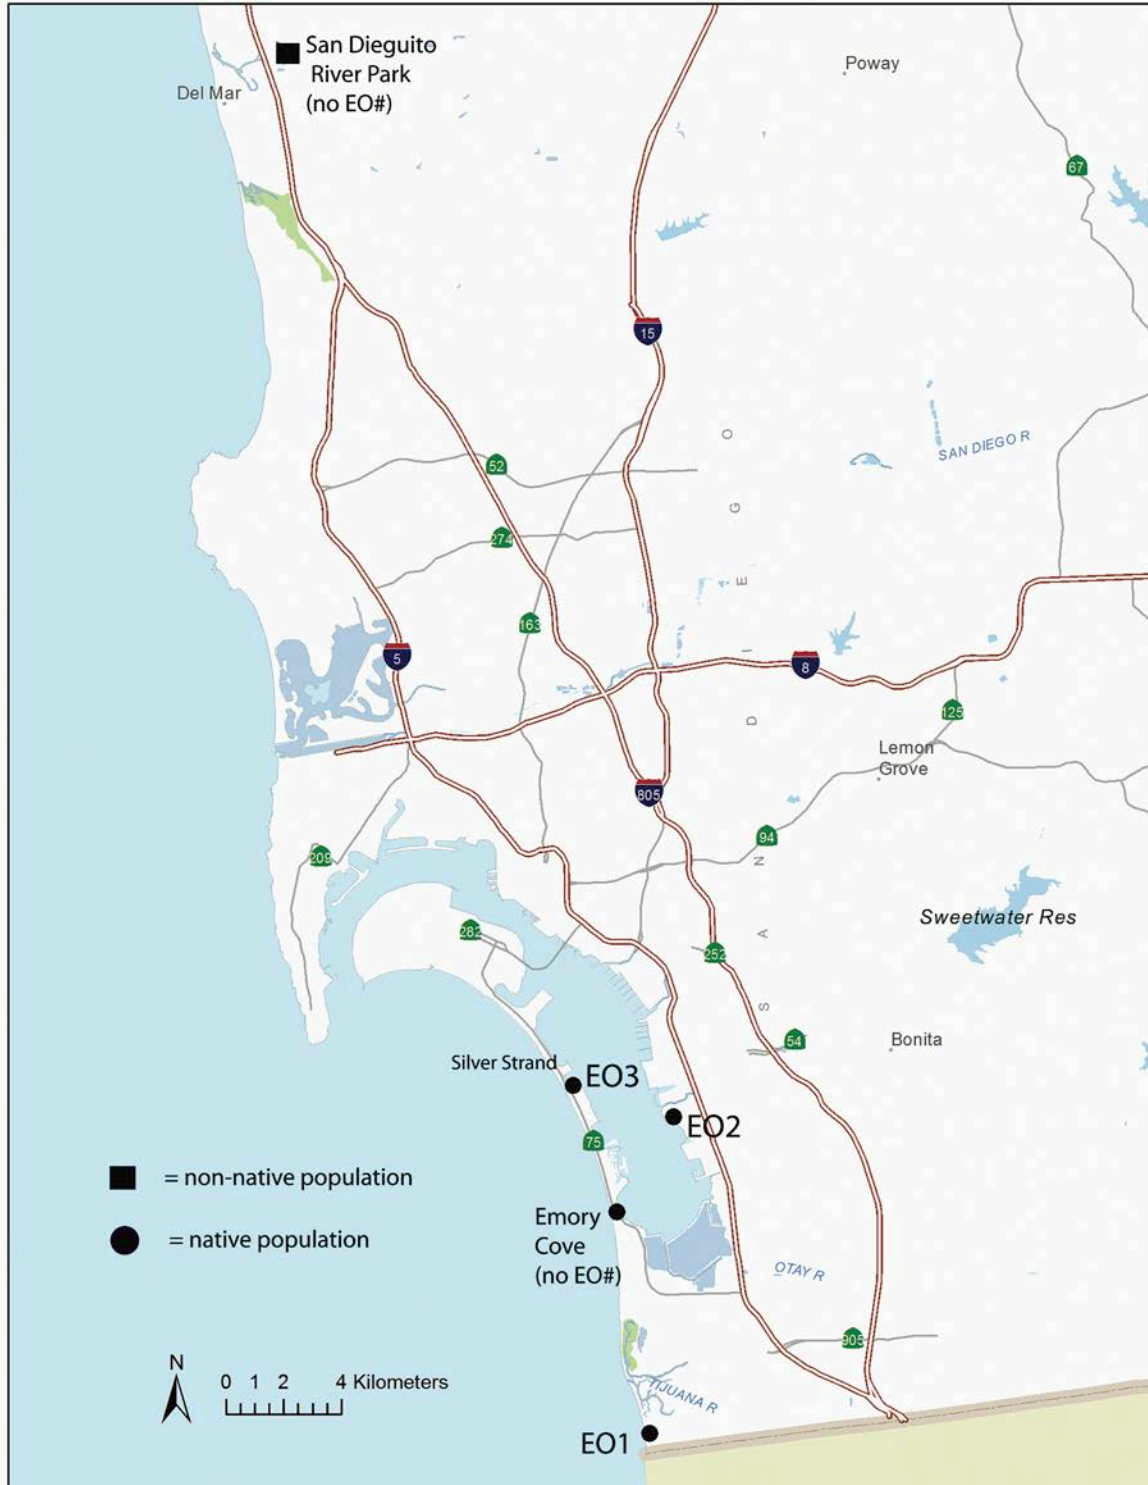 San Dieguito
River Park
(no EO#)
Del Mar
Poway
67
15
SAN DIEGO R
52
274
163
5
8
125
Lemon
Grove
805
94
209
Sweetwater Res
282
252
SAN DIEGO
54
Bonita
Silver Strand
EO3
EO2
75
= non-native population
Emory
Cove
(no EO#)
= native population
OTAY R
905
N
0 1 2 4 Kilometers
TIJUANA R
EO1